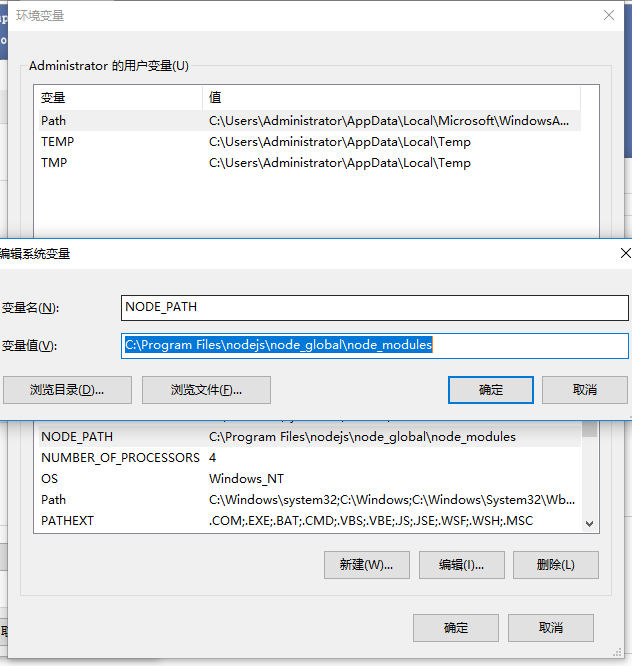 环境变量
Administrator 的用户变量(U)
变量 值
Path C:\Users\Administrator\AppData\Local\Microsoft\WindowsA...
TEMP C:\Users\Administrator\AppData\Local\Temp
TMP C:\Users\Administrator\AppData\Local\Temp
编辑系统变量
变量名(N): NODE_PATH
变量值(V): C:\Program Files\nodejs\node_global\node_modules
浏览目录(D)... 浏览文件(F)... 确定 取消
NODE_PATH C:\Program Files\nodejs\node_global\node_modules
NUMBER_OF_PROCESSORS 4
OS Windows_NT
Path C:\Windows\system32;C:\Windows;C:\Windows\System32\Wb...
PATHEXT .COM;.EXE;.BAT;.CMD;.VBS;.VBE;.JS;.JSE;.WSF;.WSH;.MSC
新建(W)... 编辑(I)... 删除(L)
确定 取消